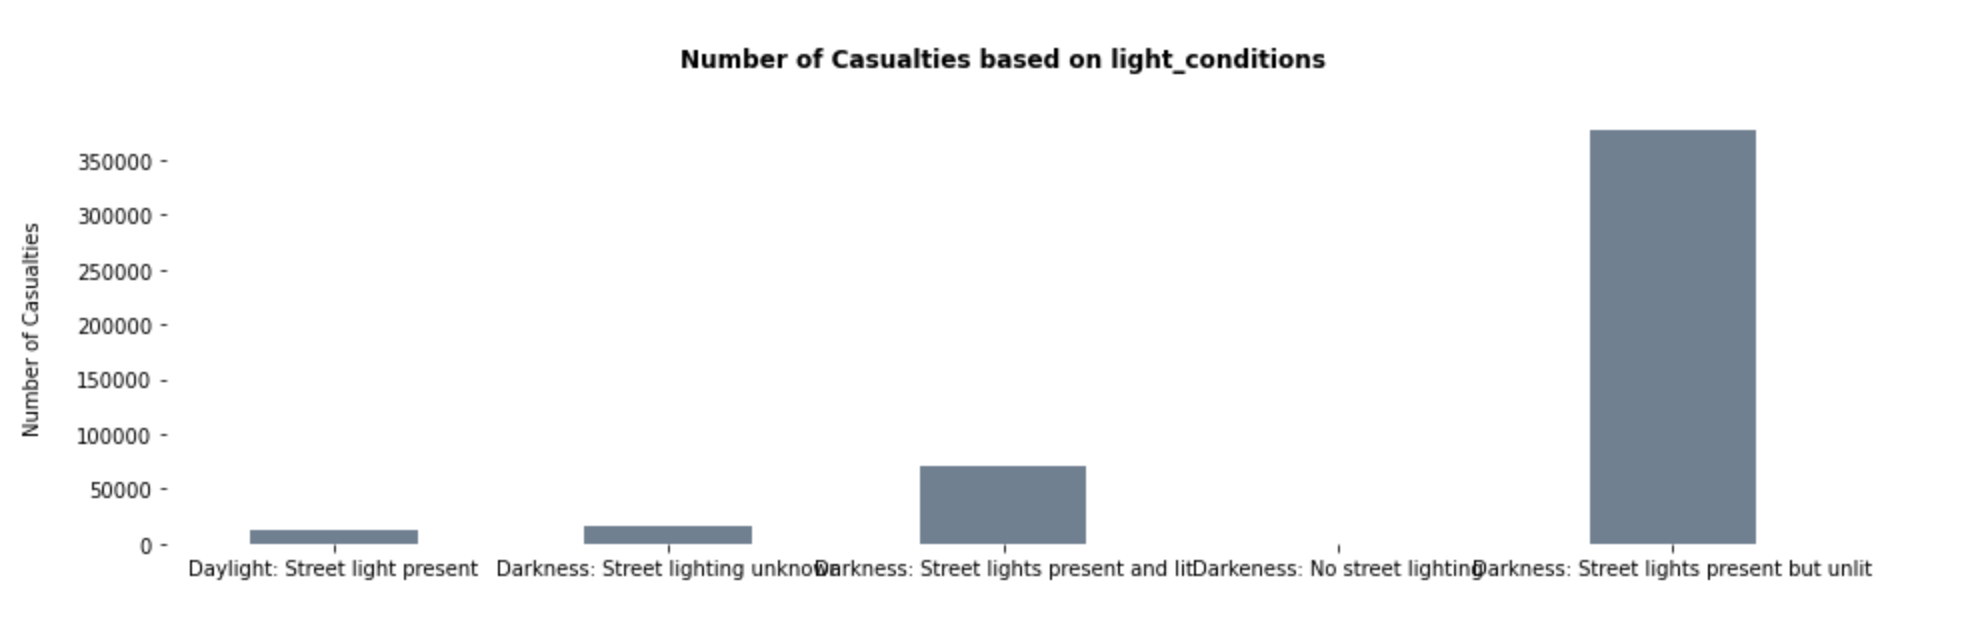 Number of Casualties based on light_conditions
Number of Casualties
350000
300000
250000
200000
150000
100000
50000
0
Daylight: Street light present
Darkness: Street lighting unknown
Darkness: Street lights present and lit
Darkeness: No street lighting
Darkness: Street lights present but unlit